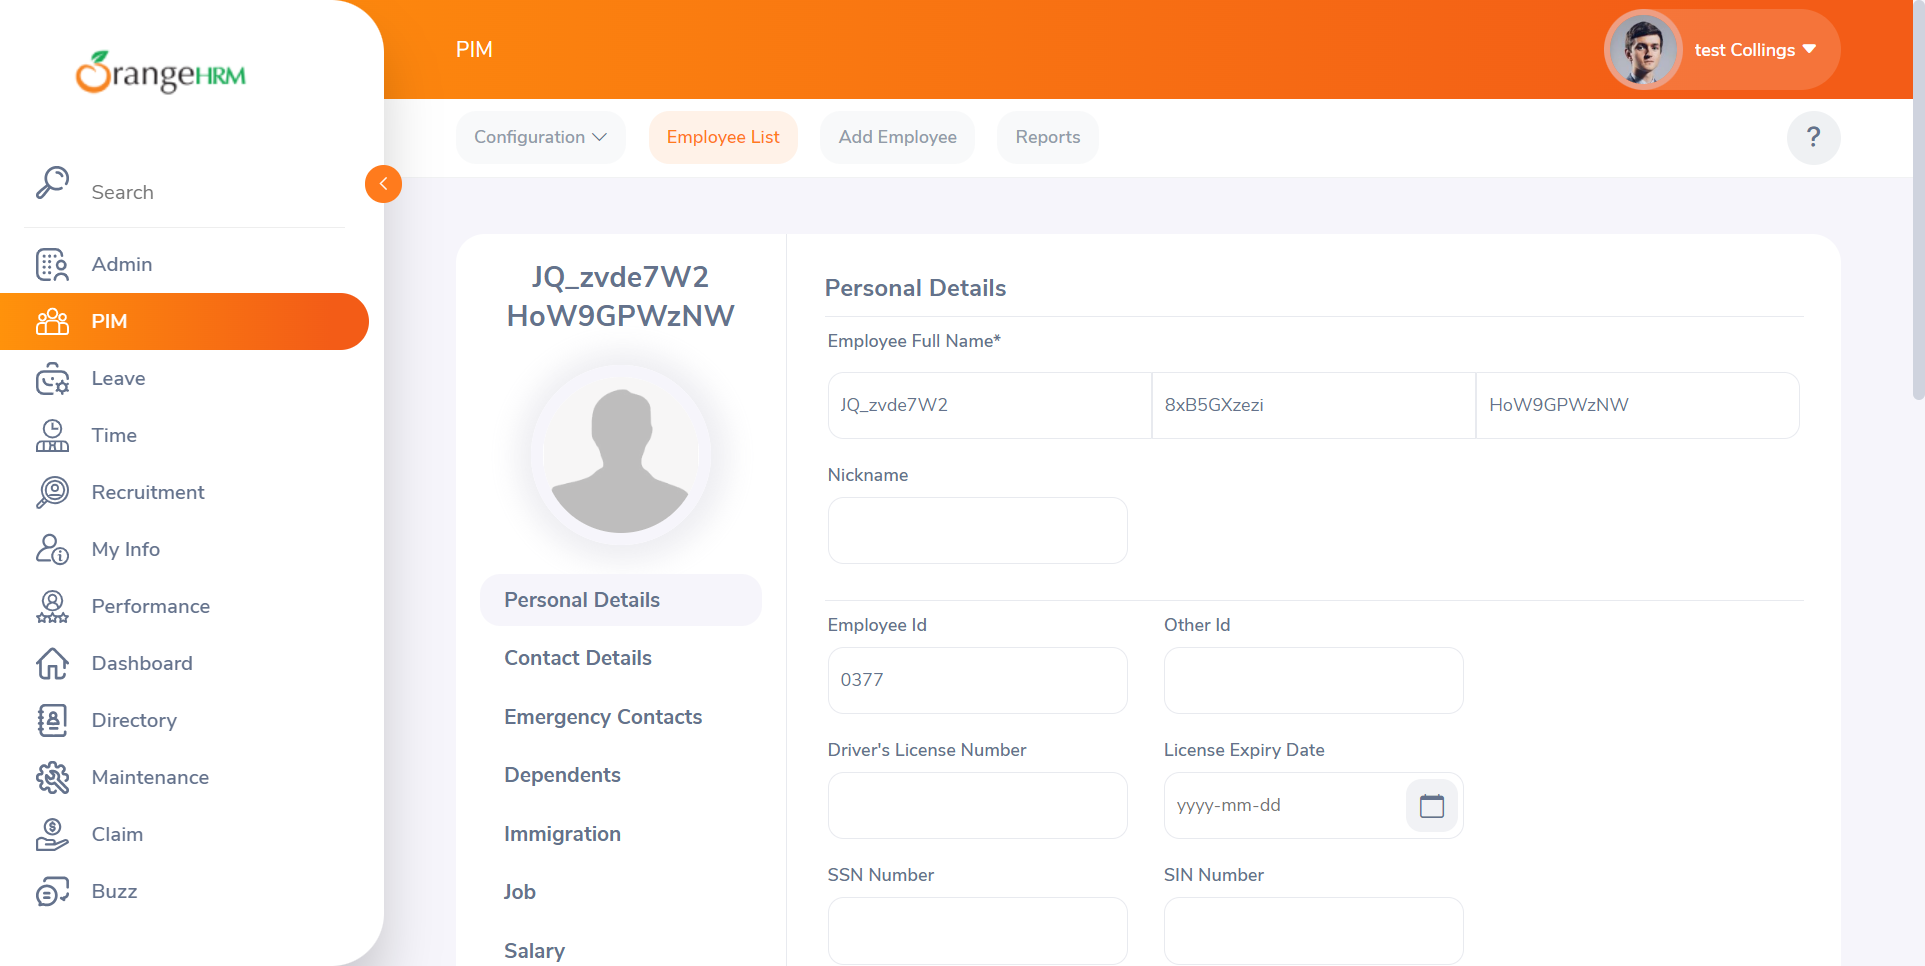 OrangeHRM
PIM
test Collings
Search
Configuration
Employee List
Add Employee
Reports
?
Admin
PIM
Leave
Time
Recruitment
My Info
Performance
Dashboard
Directory
Maintenance
Claim
Buzz
JQ_zvde7W2
HoW9GPWzNW
Personal Details
Contact Details
Emergency Contacts
Dependents
Immigration
Job
Salary
Personal Details
Employee Full Name*
JQ_zvde7W2 8xB5GXzezi HoW9GPWzNW
Nickname
Employee Id Other Id
0377
Driver's License Number License Expiry Date
yyyy-mm-dd
SSN Number SIN Number